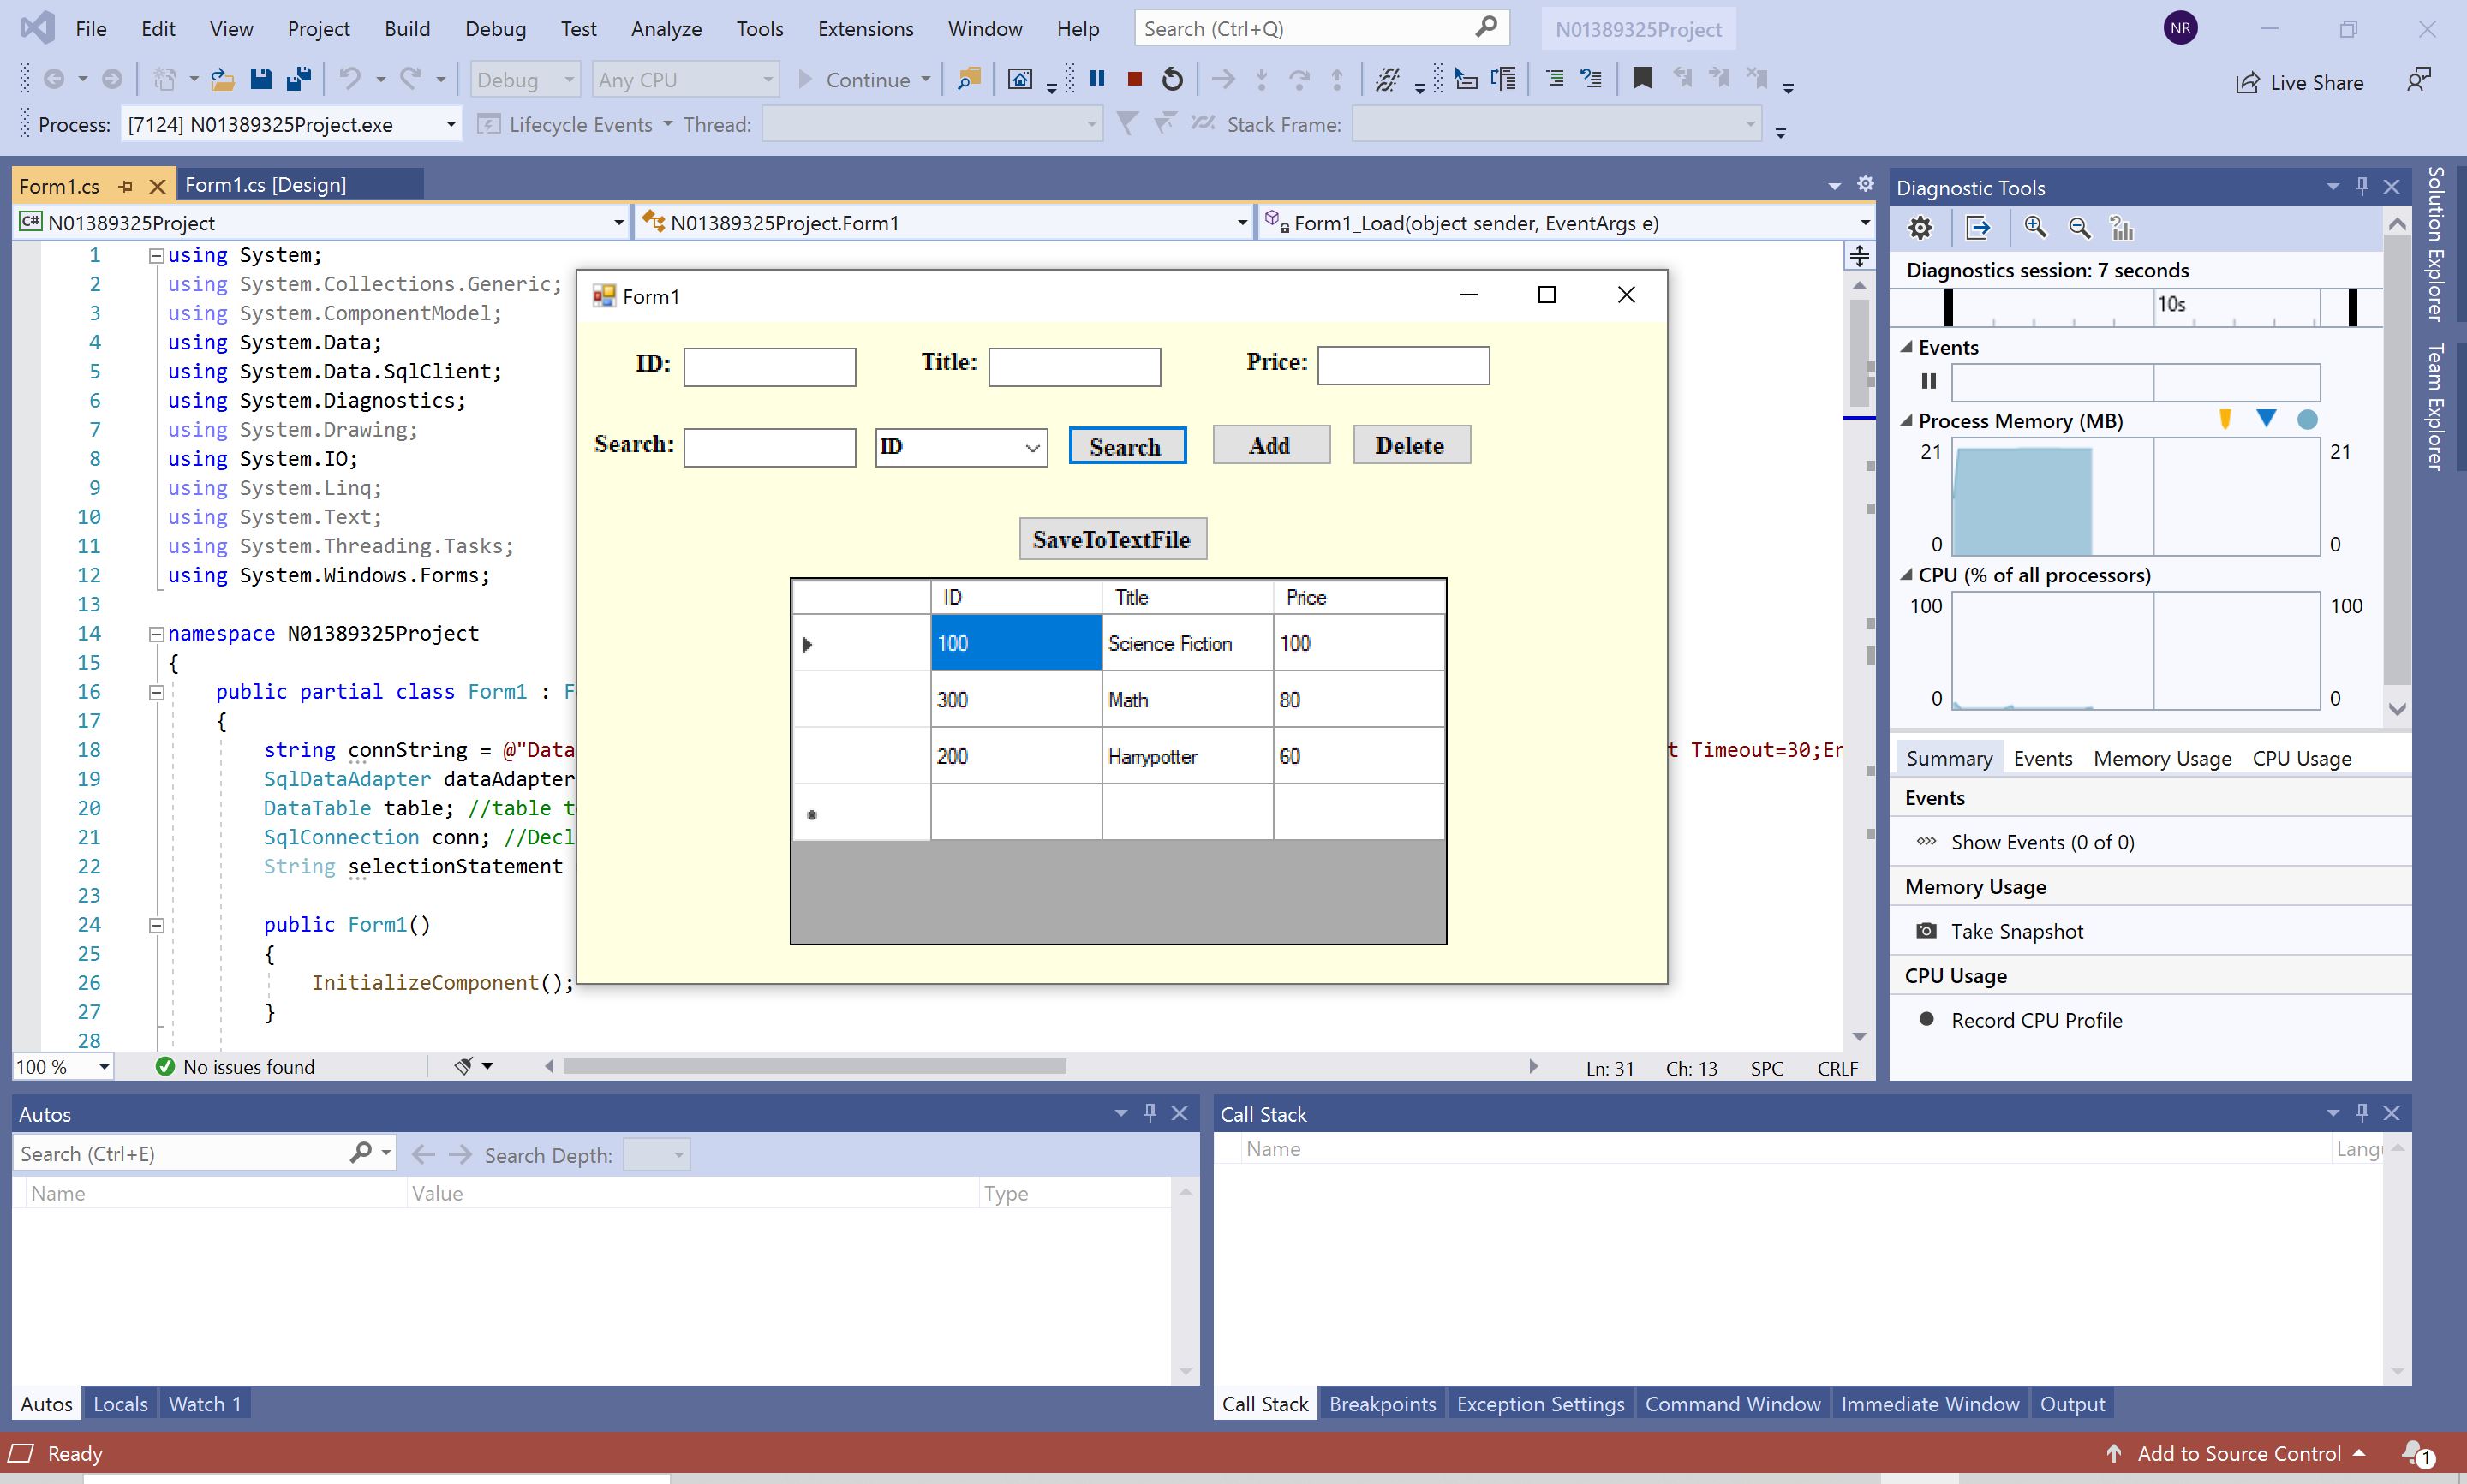 File Edit View Project Build Debug Test Analyze Tools Extensions Window Help Search (Ctrl+Q) N01389325Project NR
Debug Any CPU Continue Live Share
Process: [7124] N01389325Project.exe Lifecycle Events Thread: Stack Frame:
Form1.cs Form1.cs [Design]
C# N01389325Project N01389325Project.Form1 Form1_Load(object sender, EventArgs e)
1 using System;
2 using System.Collections.Generic;
3 using System.ComponentModel;
4 using System.Data;
5 using System.Data.SqlClient;
6 using System.Diagnostics;
7 using System.Drawing;
8 using System.IO;
9 using System.Linq;
10 using System.Text;
11 using System.Threading.Tasks;
12 using System.Windows.Forms;
13
14 namespace N01389325Project
15 {
16 public partial class Form1 :
17 {
18 string connString = @"Data
t Timeout=30;En
19 SqlDataAdapter dataAdapter
20 DataTable table; //table t
21 SqlConnection conn; //Decl
22 String selectionStatement
23
24 public Form1()
25 {
26 InitializeComponent();
27 }
28
100 % No issues found Ln: 31 Ch: 13 SPC CRLF
Form1
ID: Title: Price:
Search: ID Search Add Delete
SaveToTextFile
ID Title Price
100 Science Fiction 100
300 Math 80
200 Harrypotter 60
Diagnostic Tools
Diagnostics session: 7 seconds
10s
Events
Process Memory (MB)
21 21
0 0
CPU (% of all processors)
100 100
0 0
Summary Events Memory Usage CPU Usage
Events
Show Events (0 of 0)
Memory Usage
Take Snapshot
CPU Usage
Record CPU Profile
Solution Explorer
Team Explorer
Autos
Search (Ctrl+E) Search Depth:
Name Value Type
Autos Locals Watch 1
Call Stack
Name Lang
Call Stack Breakpoints Exception Settings Command Window Immediate Window Output
Ready Add to Source Control 1